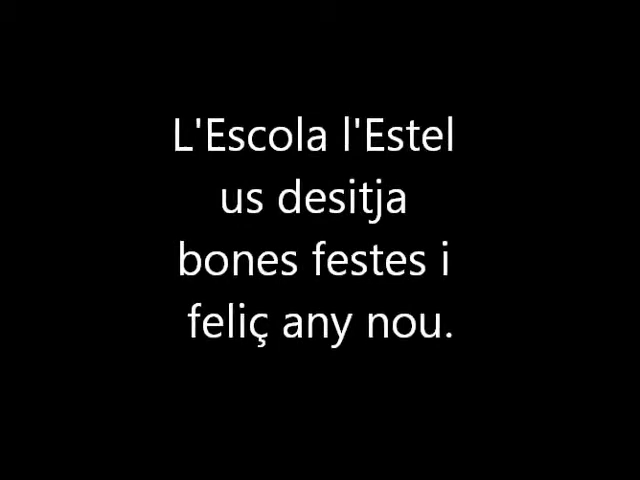 L'Escola l'Estel
us desitja
bones festes i
feliç any nou.